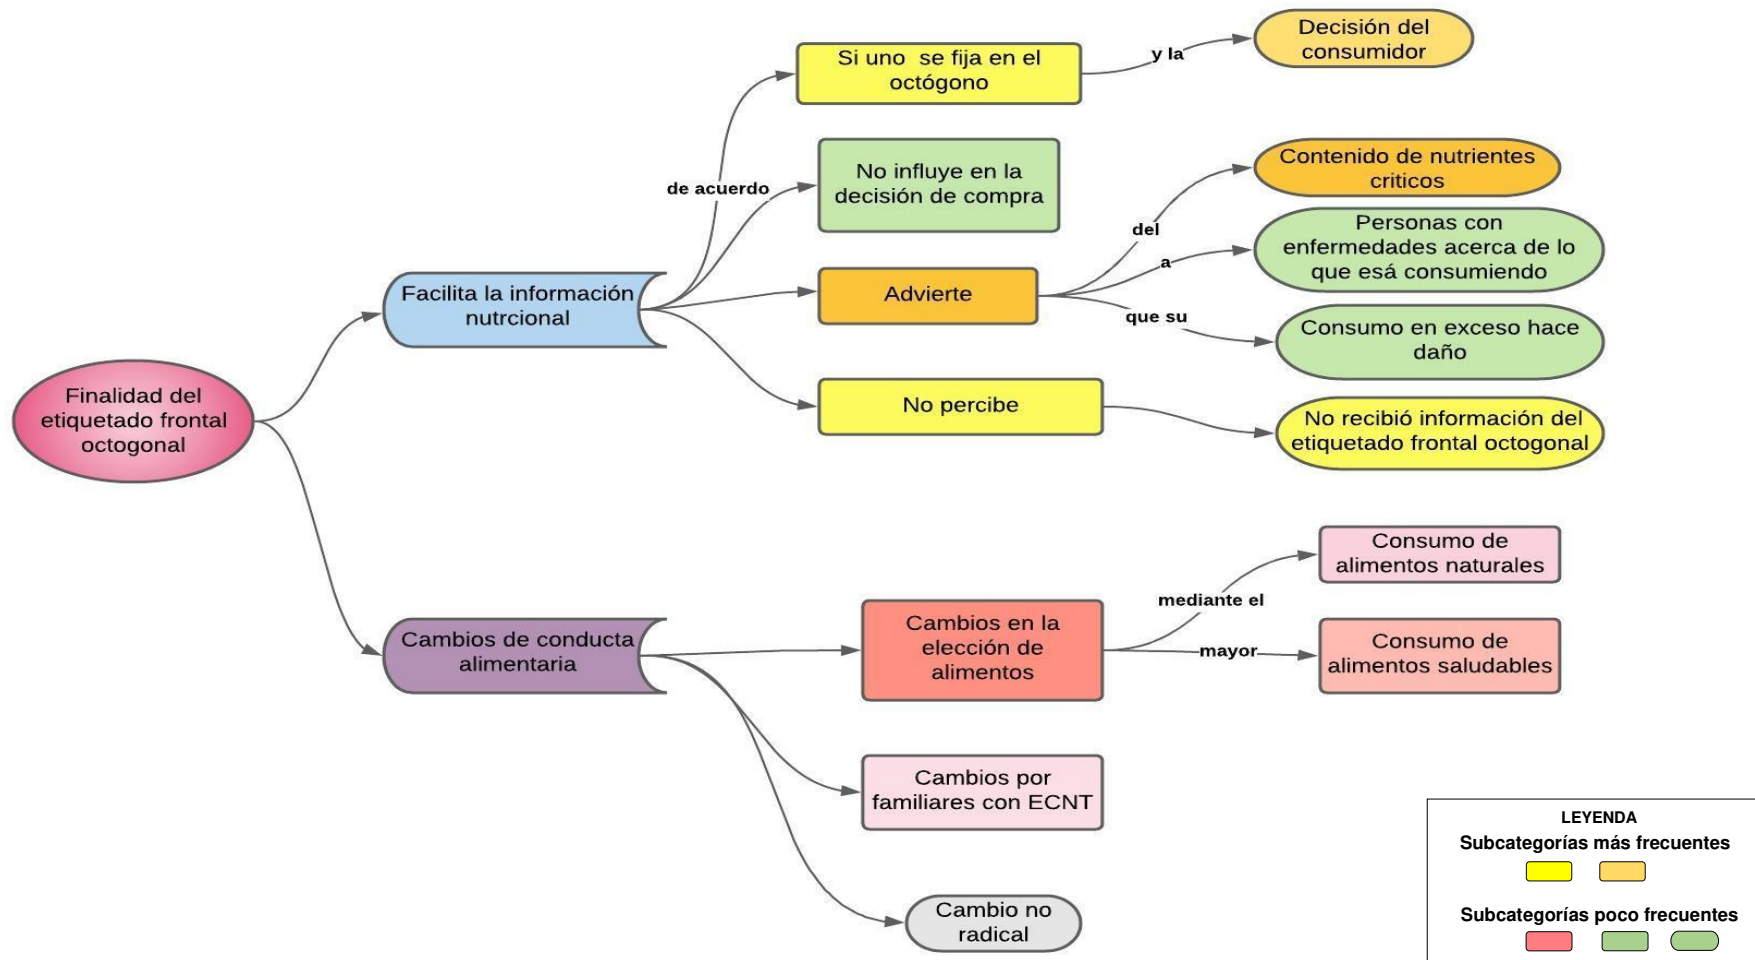 Finalidad del
etiquetado frontal
octogonal
Facilita la información
nutrcional
de acuerdo
Si uno se fija en el
octógono
y la
Decisión del
consumidor
No influye en la
decisión de compra
Advierte
del
Contenido de nutrientes
criticos
a
Personas con
enfermedades acerca de lo
que esá consumiendo
que su
Consumo en exceso hace
daño
No percibe
No recibió información del
etiquetado frontal octogonal
Cambios de conducta
alimentaria
Cambios en la
elección de
alimentos
mediante el
Consumo de
alimentos naturales
mayor
Consumo de
alimentos saludables
Cambios por
familiares con ECNT
Cambio no
radical
LEYENDA
Subcategorías más frecuentes
Subcategorías poco frecuentes